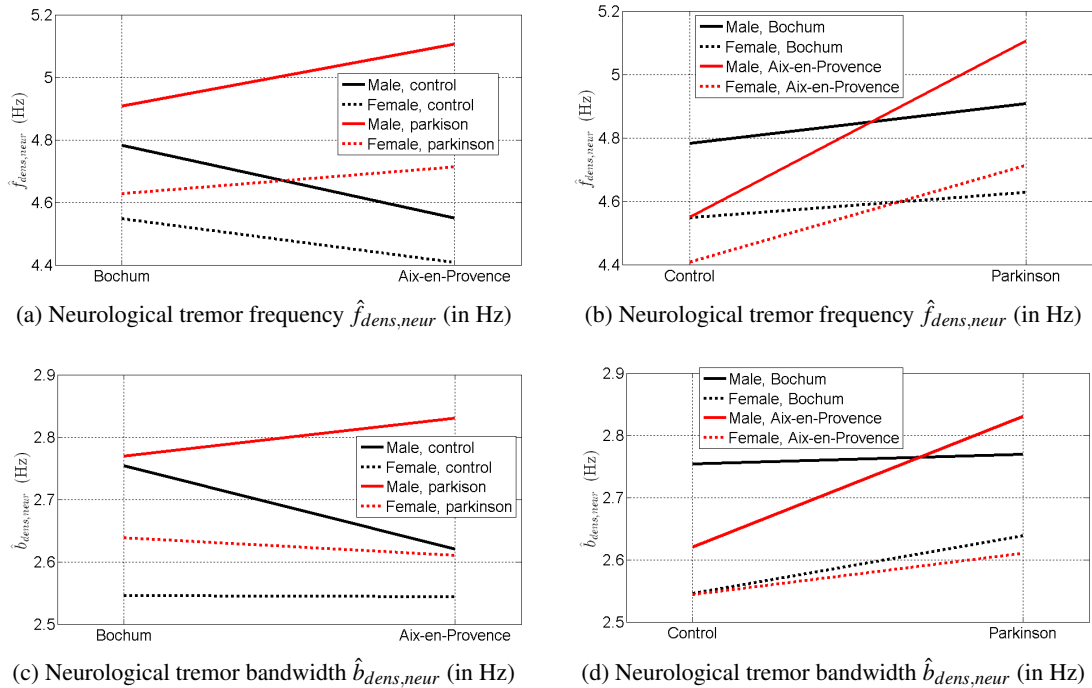 5.2
5
4.8
4.6
4.4
f̂dens,neur (Hz)
Bochum
Aix-en-Provence
Male, control
Female, control
Male, parkison
Female, parkinson
(a) Neurological tremor frequency f̂dens,neur (in Hz)
5.2
5
4.8
4.6
4.4
f̂dens,neur (Hz)
Control
Parkinson
Male, Bochum
Female, Bochum
Male, Aix-en-Provence
Female, Aix-en-Provence
(b) Neurological tremor frequency f̂dens,neur (in Hz)
2.9
2.8
2.7
2.6
2.5
b̂dens,neur (Hz)
Bochum
Aix-en-Provence
Male, control
Female, control
Male, parkison
Female, parkinson
(c) Neurological tremor bandwidth b̂dens,neur (in Hz)
2.9
2.8
2.7
2.6
2.5
b̂dens,neur (Hz)
Control
Parkinson
Male, Bochum
Female, Bochum
Male, Aix-en-Provence
Female, Aix-en-Provence
(d) Neurological tremor bandwidth b̂dens,neur (in Hz)